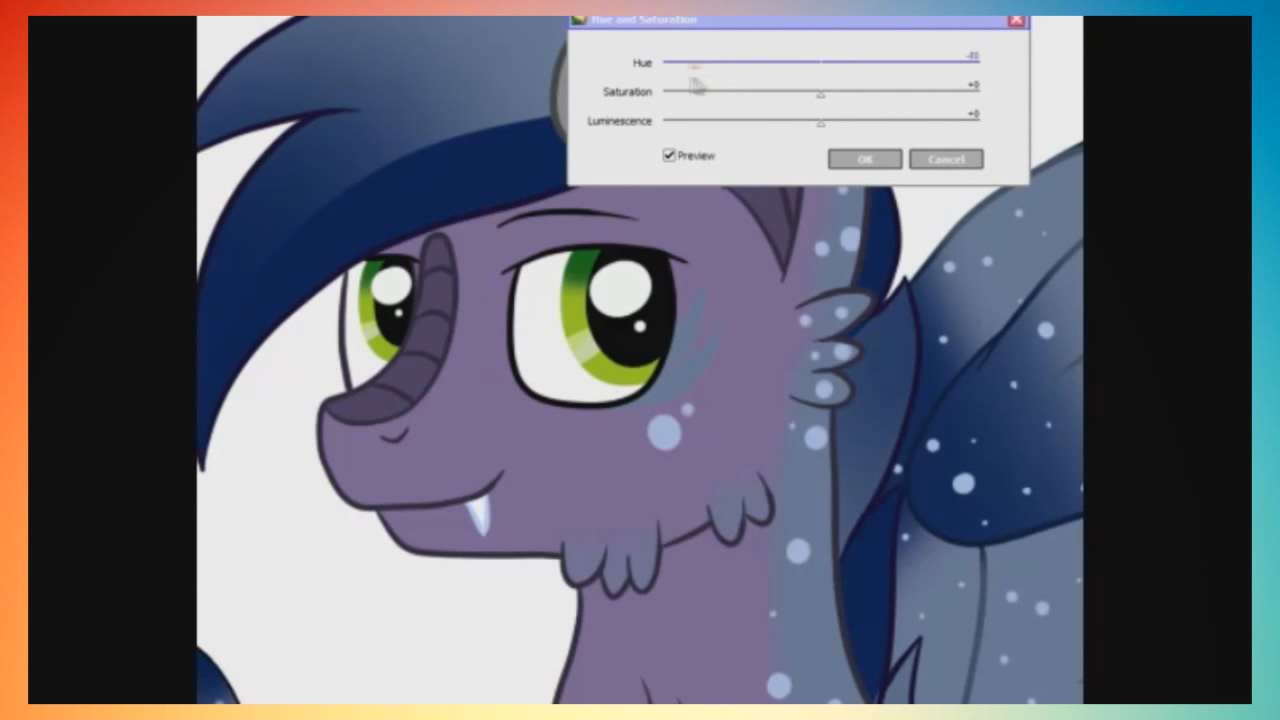 Hue and Saturation
Hue
Saturation +0
Luminescence +0
Preview OK Cancel